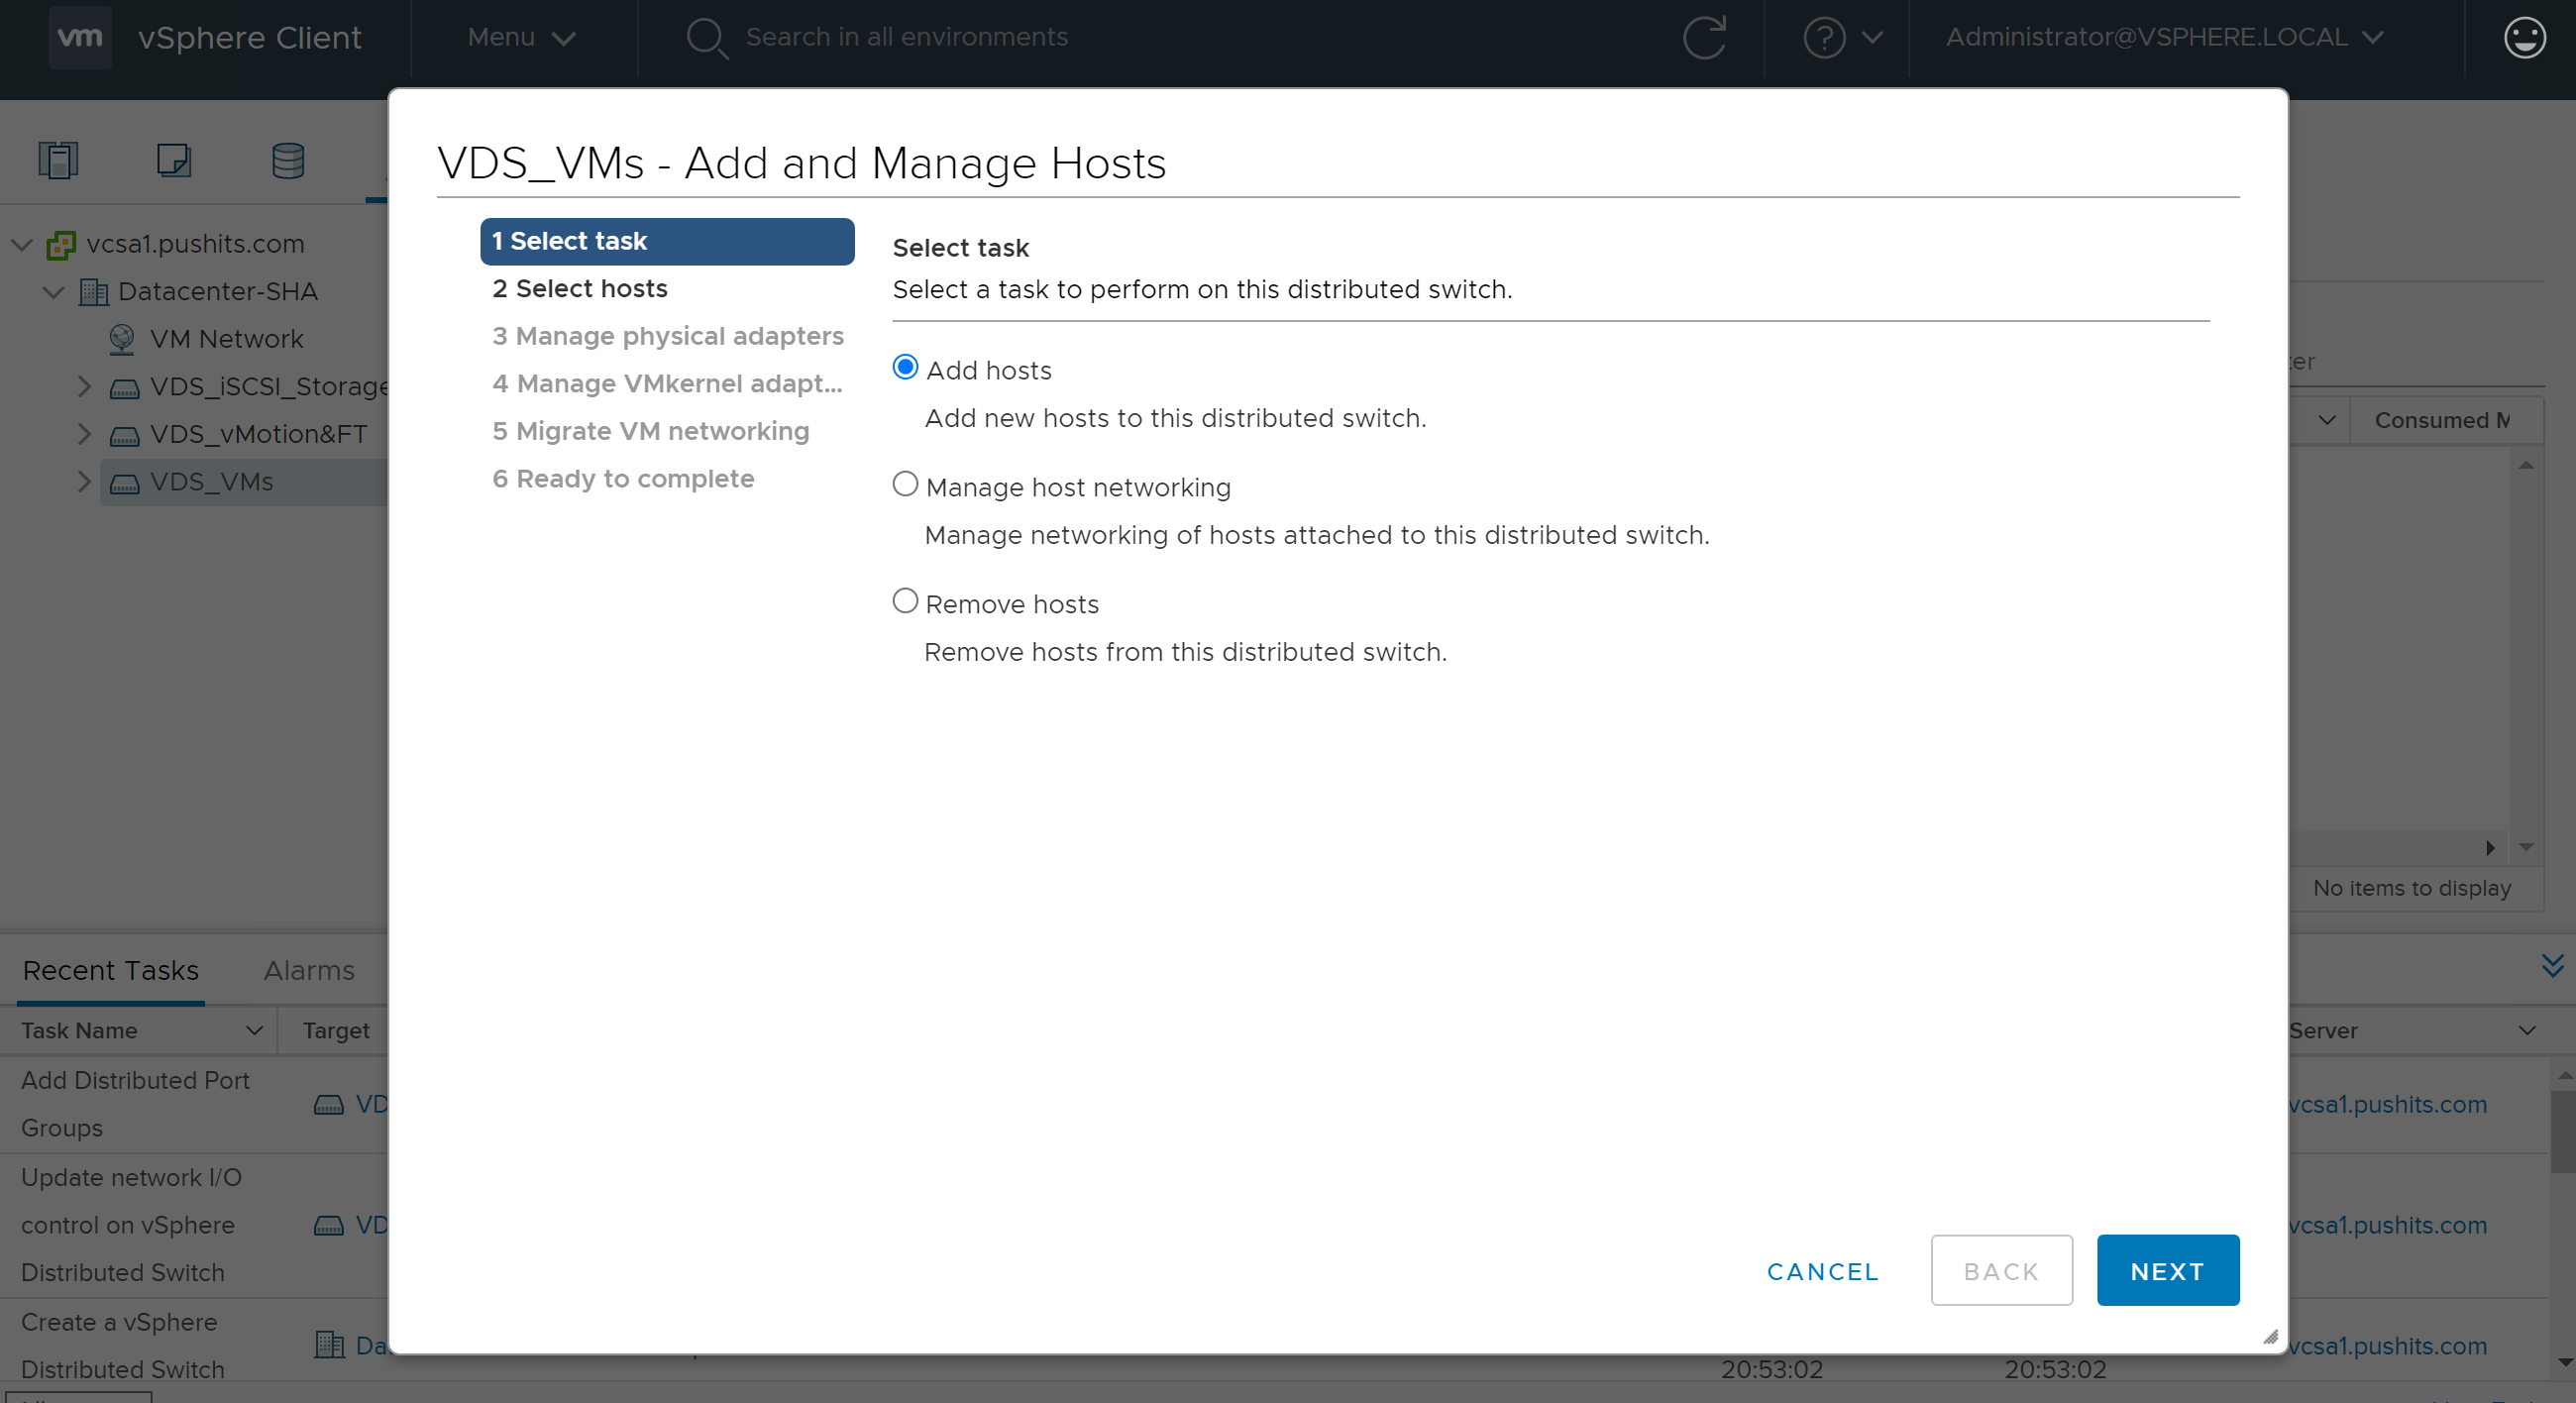 vm vSphere Client Menu Search in all environments Administrator@VSPHERE.LOCAL
vcsa1.pushits.com
Datacenter-SHA
VM Network
VDS_iSCSI_Storage
VDS_vMotion&FT
VDS_VMs
VDS_VMs - Add and Manage Hosts
1 Select task
2 Select hosts
3 Manage physical adapters
4 Manage VMkernel adapt...
5 Migrate VM networking
6 Ready to complete
Select task
Select a task to perform on this distributed switch.
Add hosts
Add new hosts to this distributed switch.
Manage host networking
Manage networking of hosts attached to this distributed switch.
Remove hosts
Remove hosts from this distributed switch.
CANCEL BACK NEXT
Consumed M
No items to display
Recent Tasks Alarms
Task Name Target Server
Add Distributed Port
Groups
VD
vcsa1.pushits.com
Update network I/O
control on vSphere
Distributed Switch
VD
vcsa1.pushits.com
Create a vSphere
Distributed Switch
Da
20:53:02 20:53:02
vcsa1.pushits.com